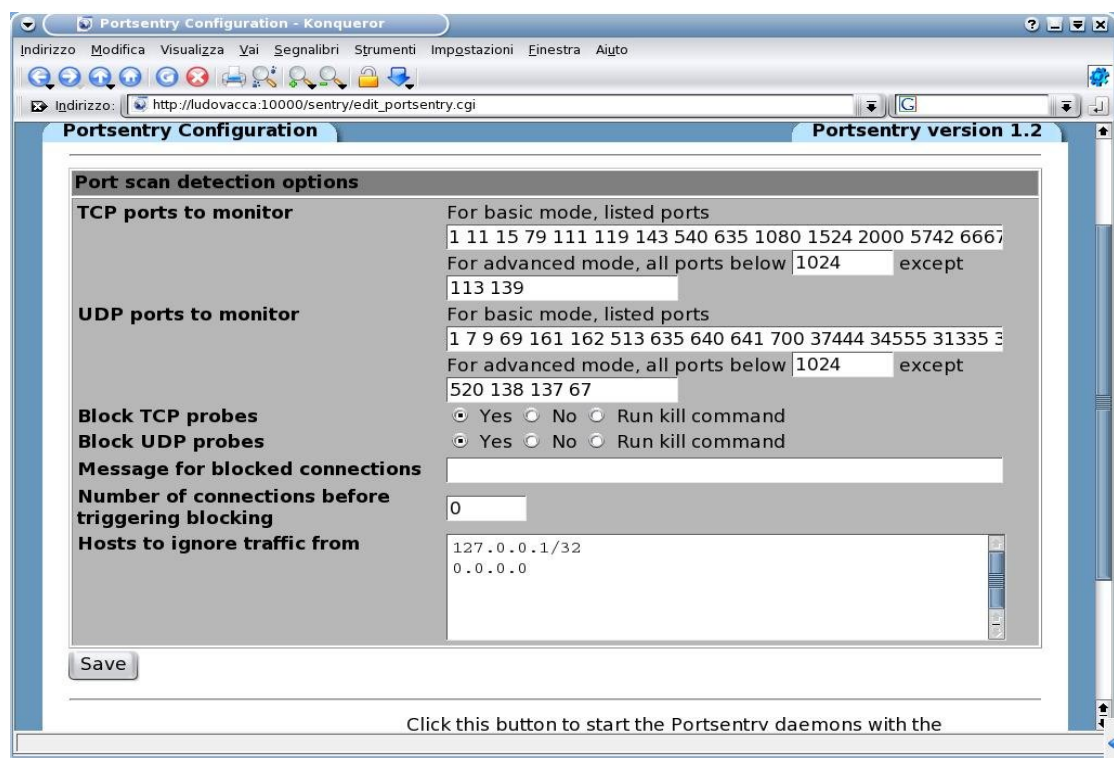 Portsentry Configuration - Konqueror
Indirizzo Modifica Visualizza Vai Segnalibri Strumenti Impostazioni Finestra Aiuto
Indirizzo: http://ludovacca:10000/sentry/edit_portsentry.cgi
Portsentry Configuration Portsentry version 1.2
Port scan detection options
TCP ports to monitor For basic mode, listed ports
1 11 15 79 111 119 143 540 635 1080 1524 2000 5742 6667
For advanced mode, all ports below 1024 except
113 139
UDP ports to monitor For basic mode, listed ports
1 7 9 69 161 162 513 635 640 641 700 37444 34555 31335 3
For advanced mode, all ports below 1024 except
520 138 137 67
Block TCP probes Yes No Run kill command
Block UDP probes Yes No Run kill command
Message for blocked connections
Number of connections before
triggering blocking 0
Hosts to ignore traffic from 127.0.0.1/32
0.0.0.0
Save
Click this button to start the Portsentry daemons with the